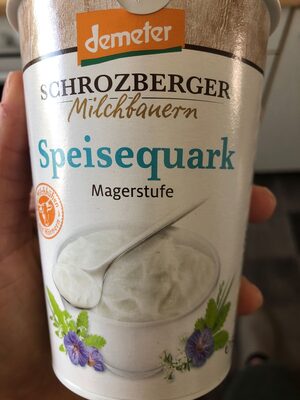 demeter
SCHROZBERGER
Milchbauern
Speisequark
Magerstufe